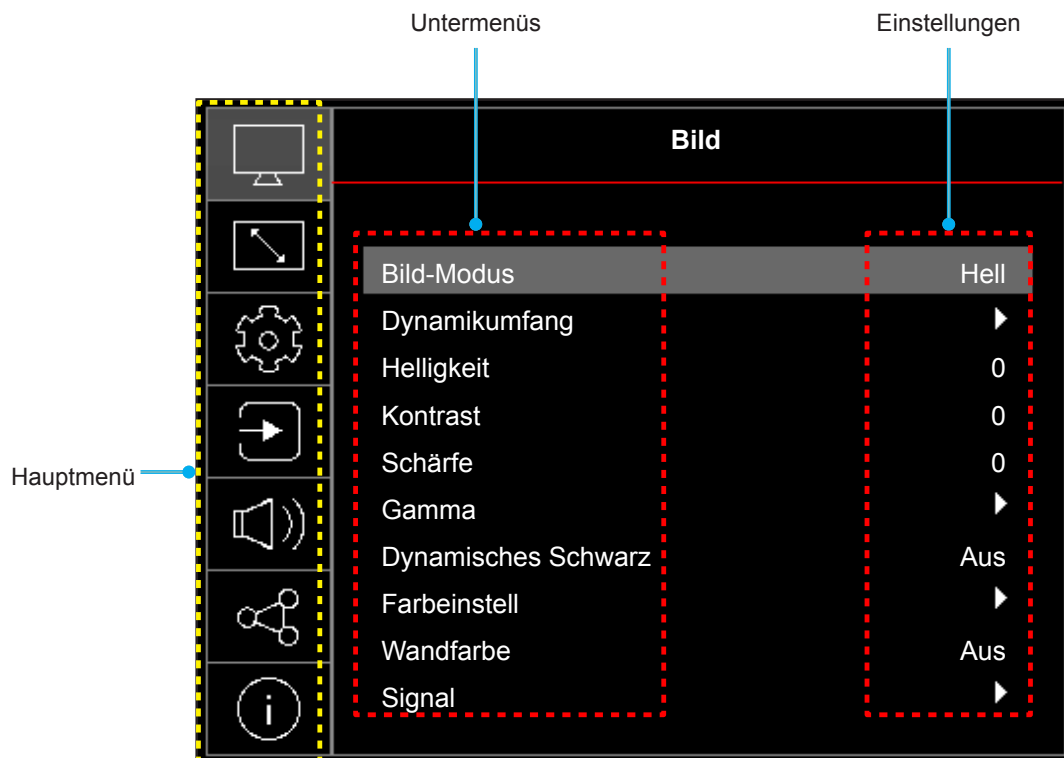 Untermenüs Einstellungen
Bild
Bild-Modus Hell
Dynamikumfang
Helligkeit 0
Kontrast 0
Schärfe 0
Hauptmenü
Gamma
Dynamisches Schwarz Aus
Farbeinstell
Wandfarbe Aus
Signal
i